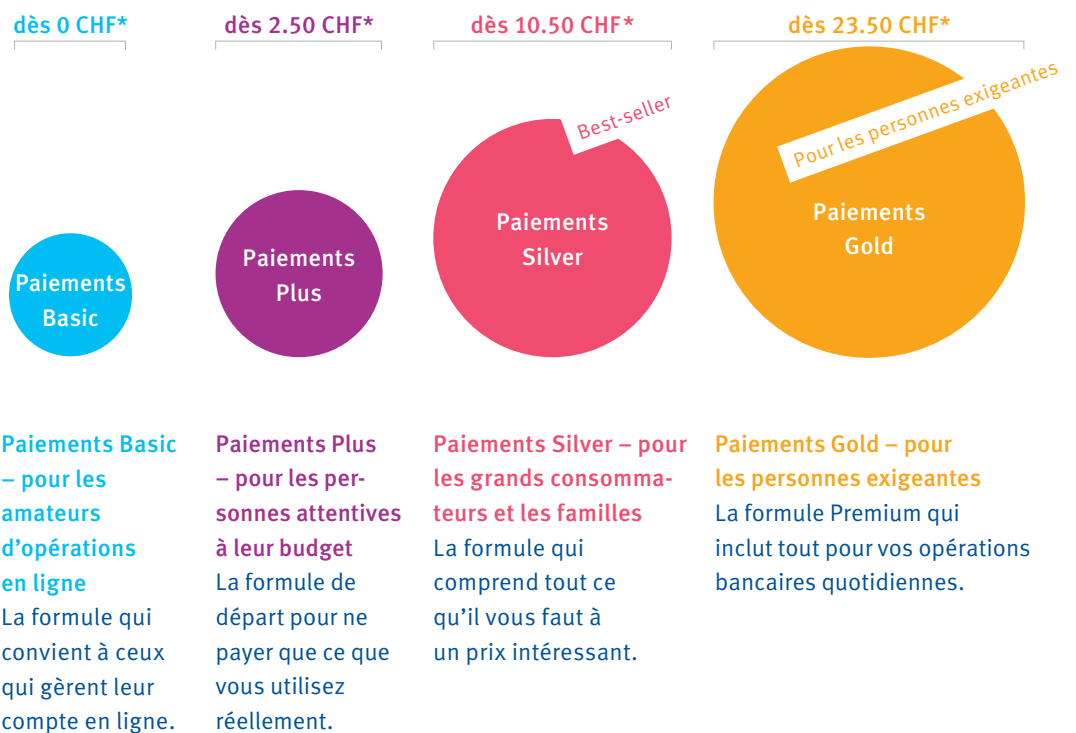 dès 0 CHF*
dès 2.50 CHF*
dès 10.50 CHF*
dès 23.50 CHF*
Paiements
Basic
Paiements
Plus
Best-seller
Paiements
Silver
Pour les personnes exigeantes
Paiements
Gold
Paiements Basic
– pour les
amateurs
d’opérations
en ligne
La formule qui
convient à ceux
qui gèrent leur
compte en ligne.
Paiements Plus
– pour les per-
sonnes attentives
à leur budget
La formule de
départ pour ne
payer que ce que
vous utilisez
réellement.
Paiements Silver – pour
les grands consomma-
teurs et les familles
La formule qui
comprend tout ce
qu’il vous faut à
un prix intéressant.
Paiements Gold – pour
les personnes exigeantes
La formule Premium qui
inclut tout pour vos opérations
bancaires quotidiennes.